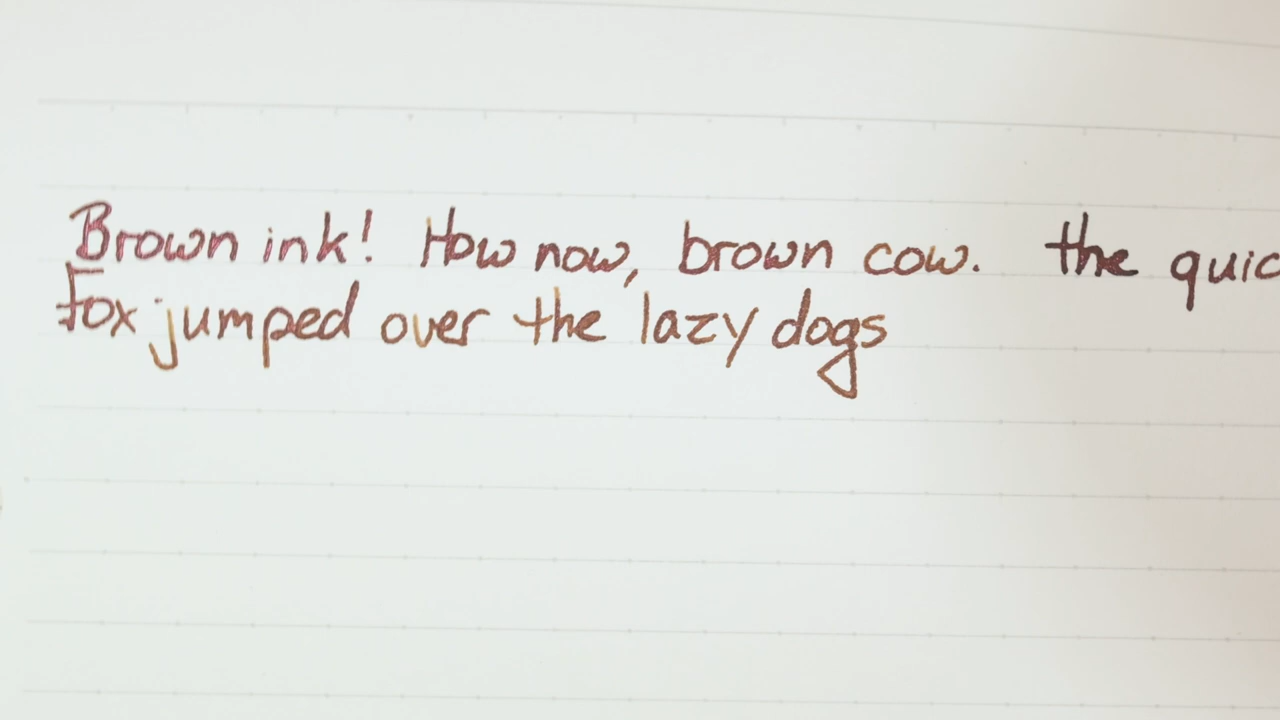 Brown ink! How now, brown cow. the quic
Fox jumped over the lazy dogs